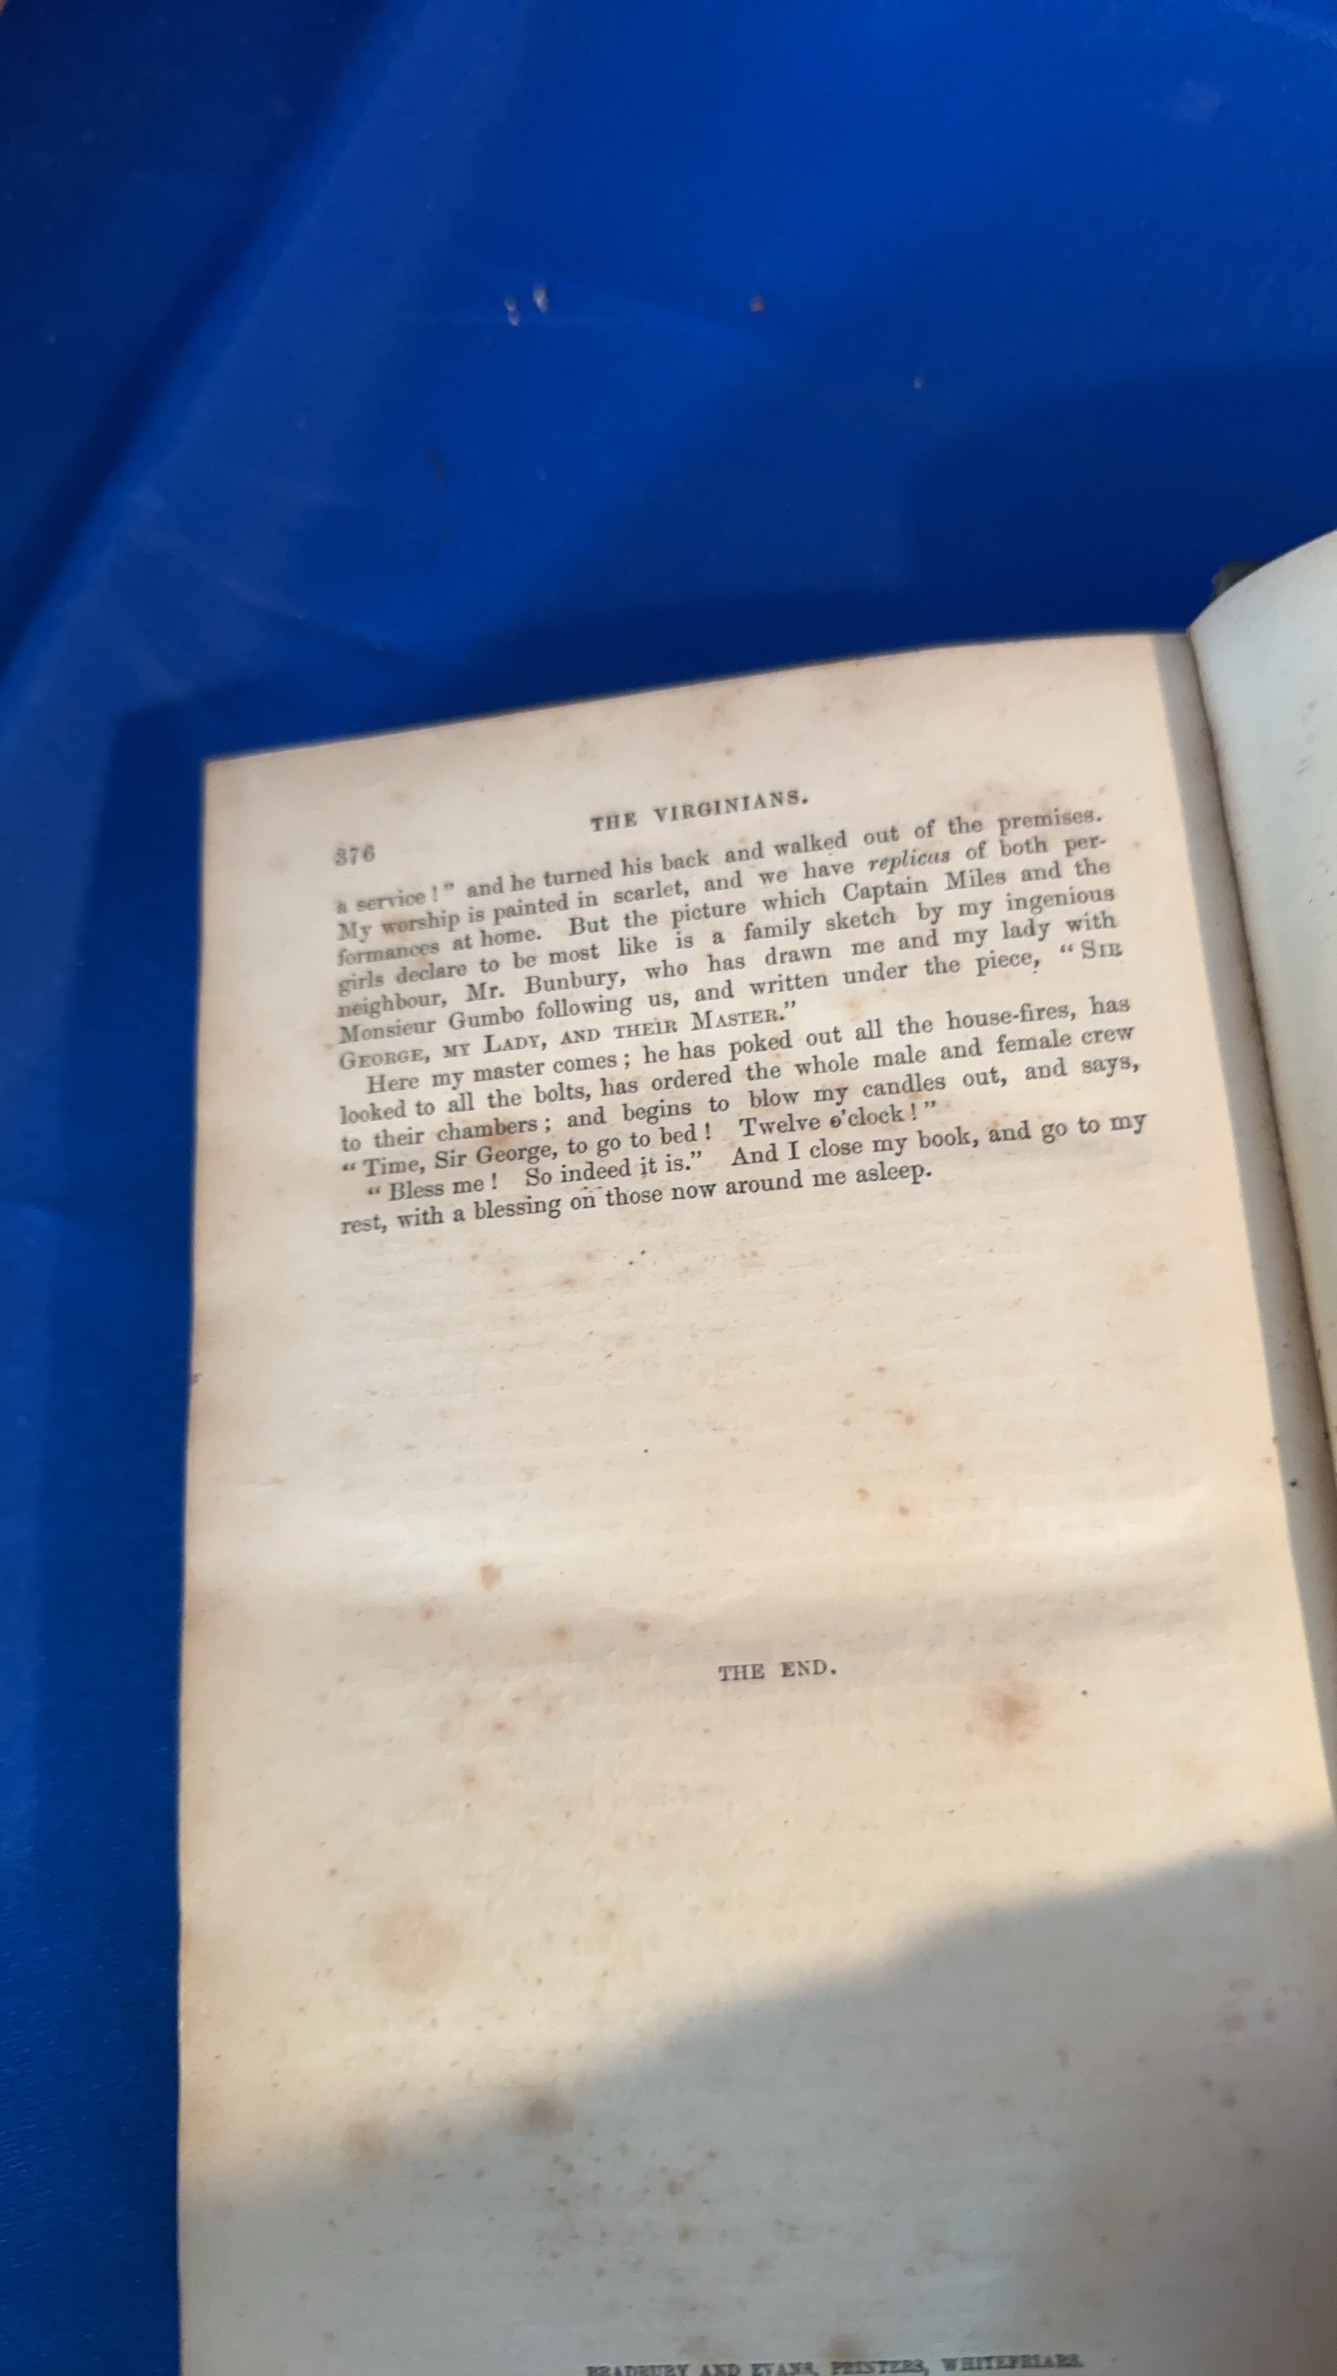 THE VIRGINIANS.
376
a service!” and he turned his back and walked out of the premises.
My worship is painted in scarlet, and we have replicas of both per-
formances at home. But the picture which Captain Miles and the
girls declare to be most like is a family sketch by my ingenious
neighbour, Mr. Bunbury, who has drawn me and my lady with
Monsieur Gumbo following us, and written under the piece, “SIR
GEORGE, MY LADY, AND THEIR MASTER.”
Here my master comes; he has poked out all the house-fires, has
looked to all the bolts, has ordered the whole male and female crew
to their chambers; and begins to blow my candles out, and says,
“Time, Sir George, to go to bed! Twelve o'clock!”
“Bless me! So indeed it is.” And I close my book, and go to my
rest, with a blessing on those now around me asleep.
THE END.
BRADBURY AND EVANS, PRINTERS, WHITEFRIARS.